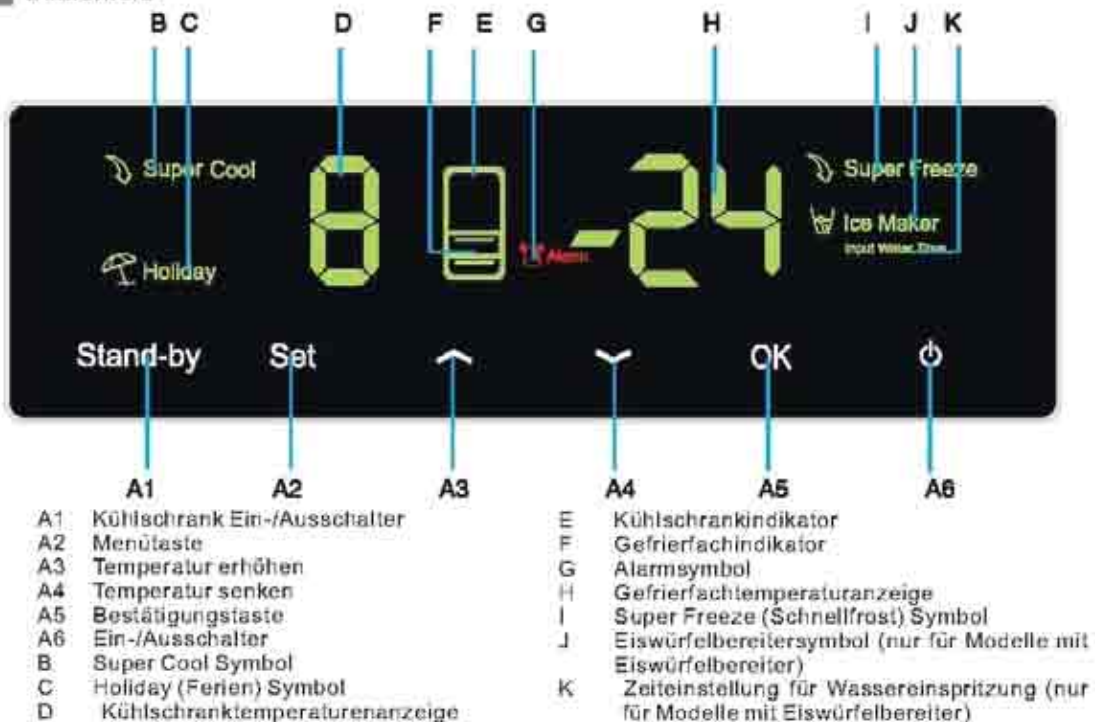 B C D F E G H I J K
Super Cool
8
-24
Super Freeze
Ice Maker
Alarm
Input Water Time
Holiday
Stand-by Set OK
A1 A2 A3 A4 A5 A6
A1 Kühlschrank Ein-/Ausschalter
A2 Menütaste
A3 Temperatur erhöhen
A4 Temperatur senken
A5 Bestätigungstaste
A6 Ein-/Ausschalter
B Super Cool Symbol
C Holiday (Ferien) Symbol
D Kühlschranktemperaturenanzeige
E Kühlschrankindikator
F Gefrierfachindikator
G Alarmsymbol
H Gefrierfachtemperaturanzeige
I Super Freeze (Schnellfrost) Symbol
J Eiswürfelbereitersymbol (nur für Modelle mit
Eiswürfelbereiter)
K Zeiteinstellung für Wassereinspritzung (nur
für Modelle mit Eiswürfelbereiter)